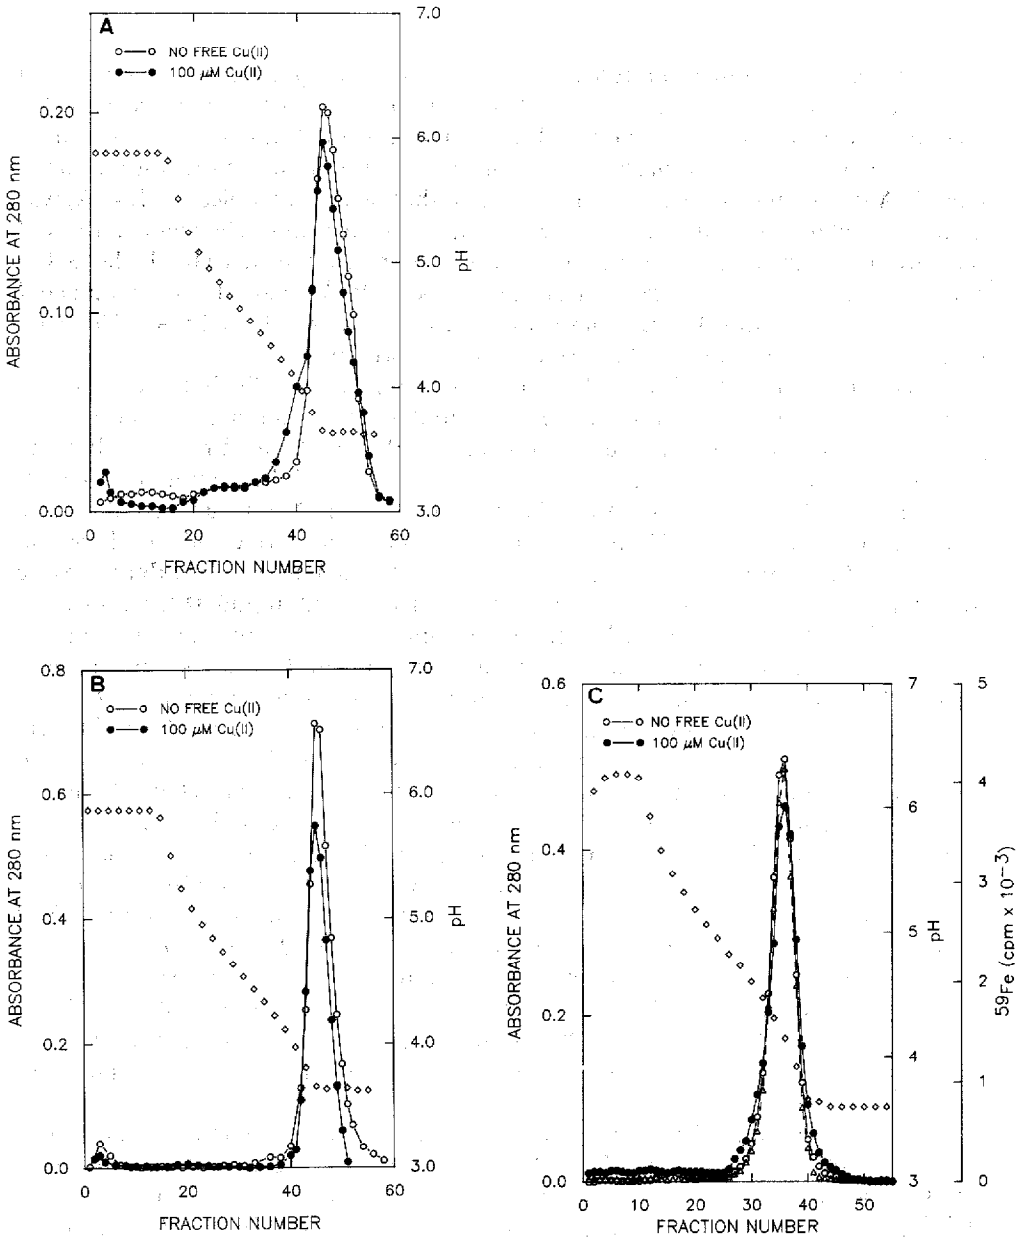 A
NO FREE Cu(II)
100 μM Cu(II)
ABSORBANCE AT 280 nm
0.20
0.10
0.00
7.0
6.0
5.0
4.0
3.0
pH
0 20 40 60
FRACTION NUMBER
B
NO FREE Cu(II)
100 μM Cu(II)
ABSORBANCE AT 280 nm
0.8
0.6
0.4
0.2
0.0
7.0
6.0
5.0
4.0
3.0
pH
0 20 40 60
FRACTION NUMBER
C
NO FREE Cu(II)
100 μM Cu(II)
ABSORBANCE AT 280 nm
0.6
0.4
0.2
0.0
7
6
5
4
3
pH
5
4
3
2
1
0
59Fe (cpm x 10−3)
0 10 20 30 40 50
FRACTION NUMBER